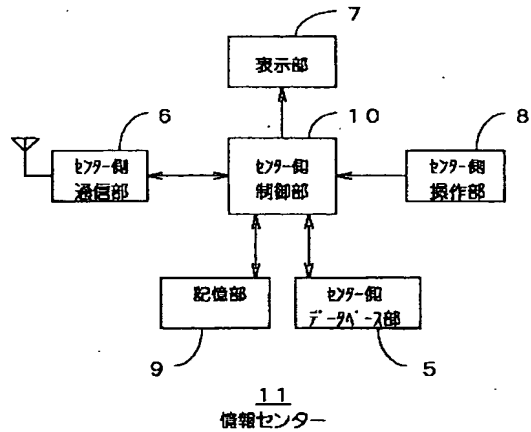 7
表示部
6
10
8
センター側
通信部
センター側
制御部
センター側
操作部
記憶部
センター側
データベース部
9
5
11
情報センター